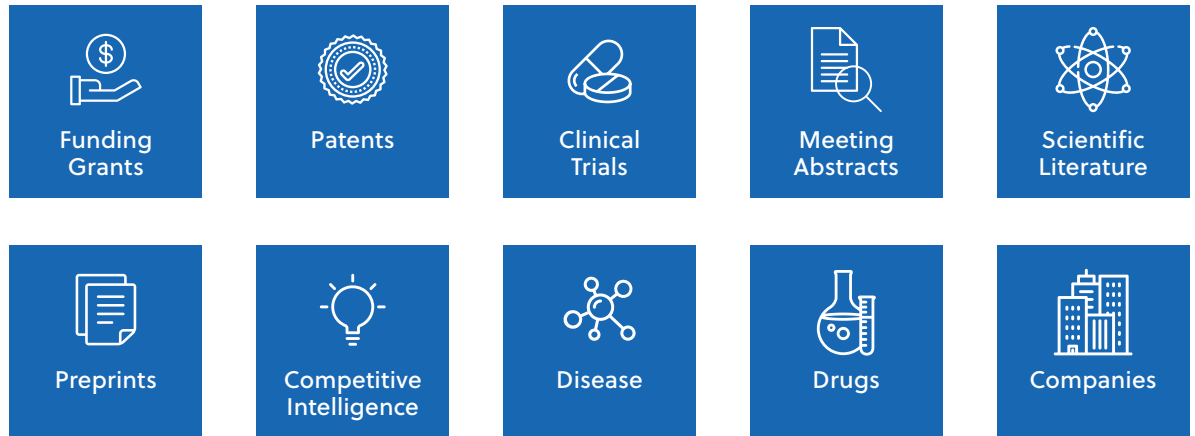 $
Funding
Grants
Patents
Clinical
Trials
Meeting
Abstracts
Scientific
Literature
Preprints
Competitive
Intelligence
Disease
Drugs
Companies